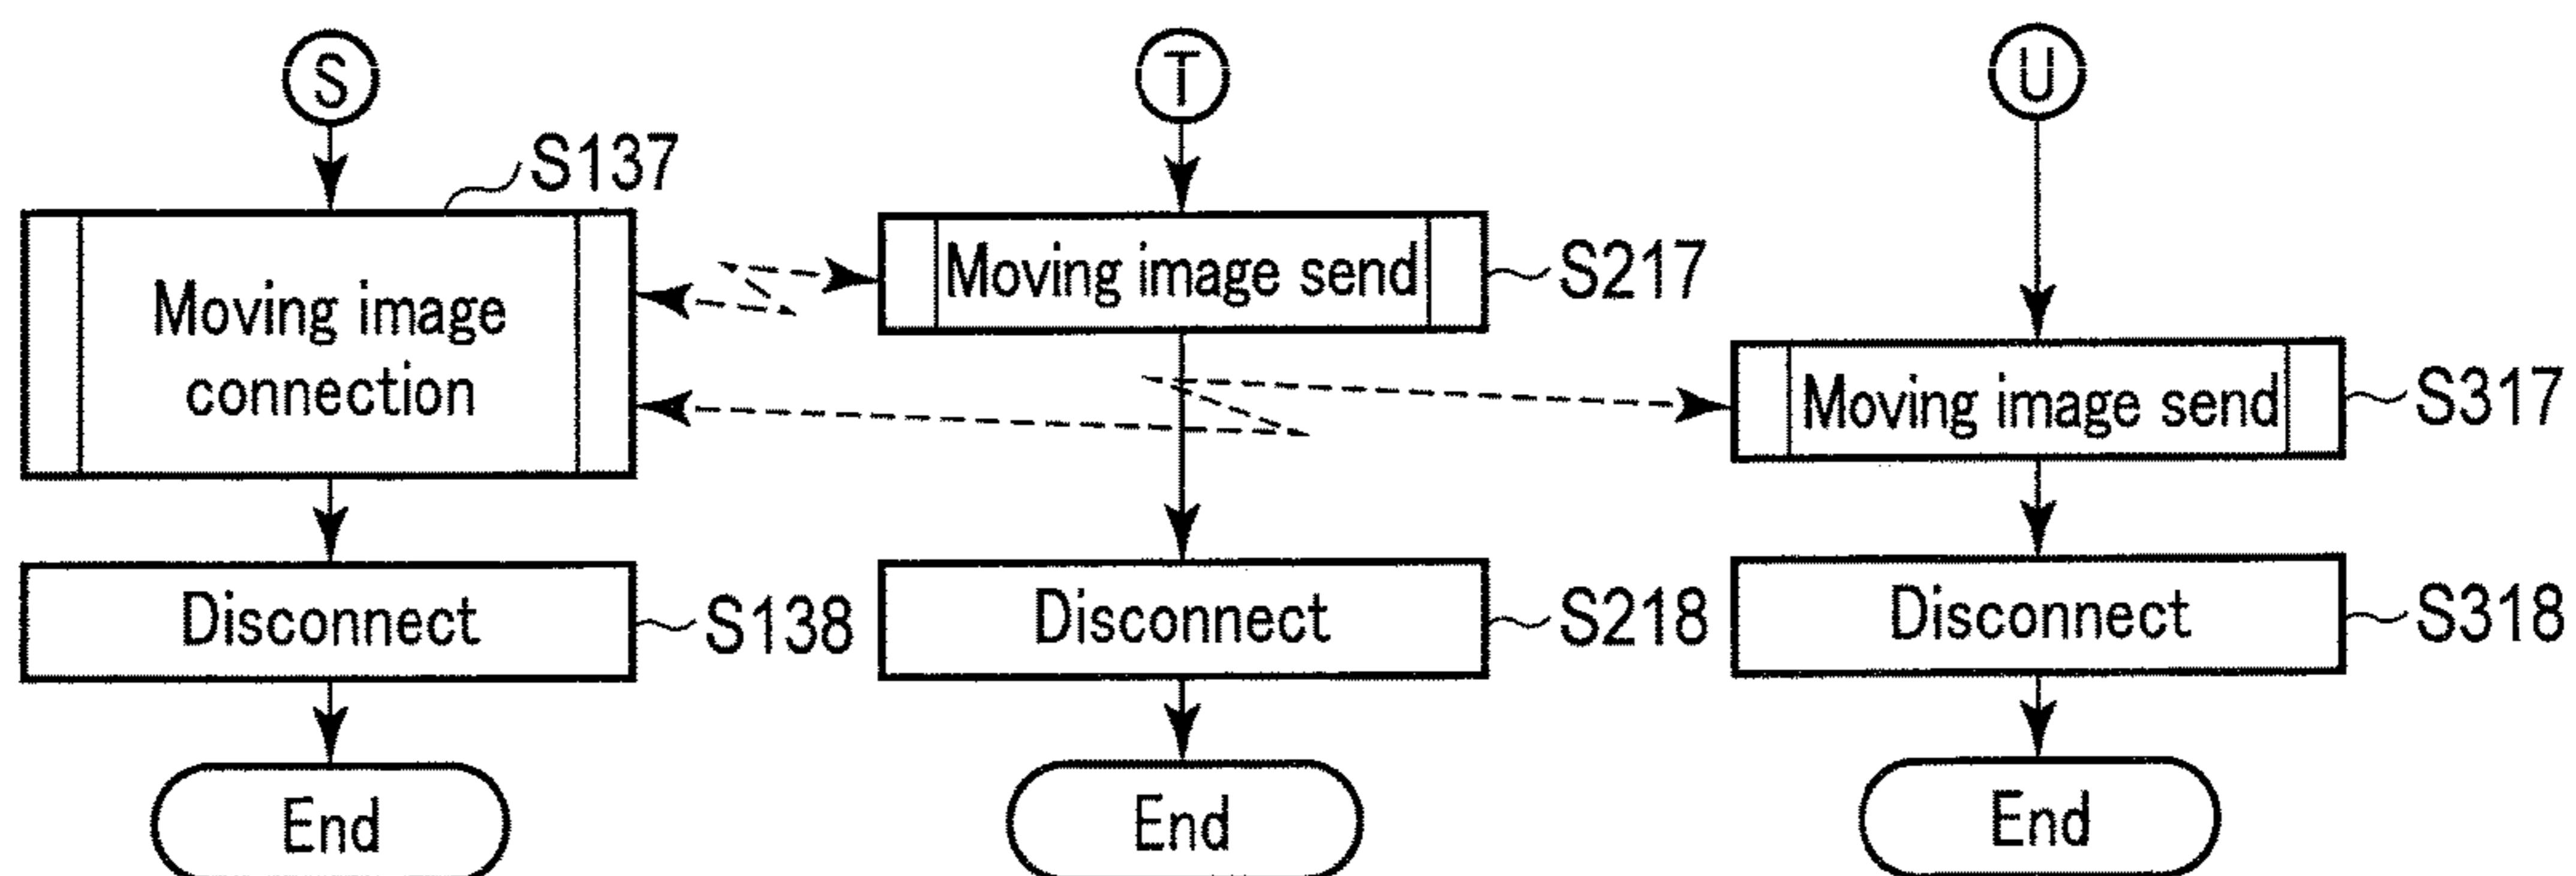 S
T
U
S137
Moving image
connection
Moving image send
S217
Moving image send
S317
Disconnect
S138
Disconnect
S218
Disconnect
S318
End
End
End